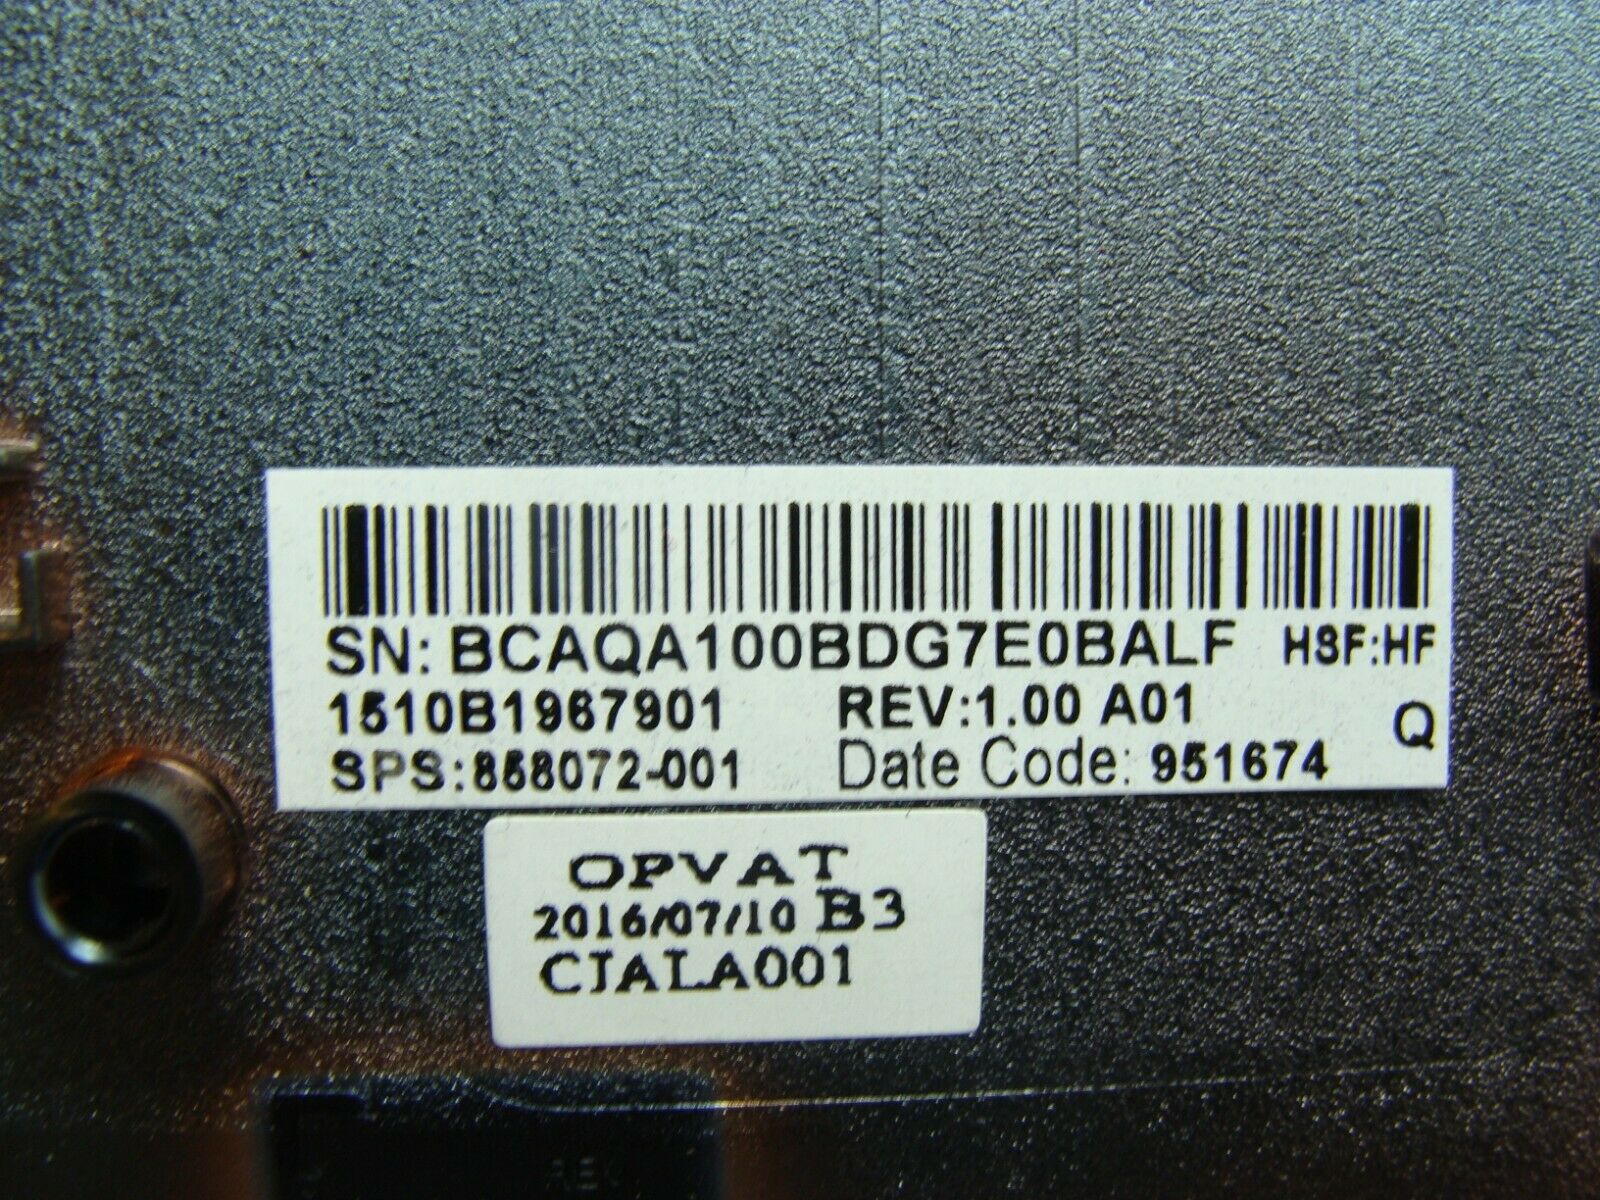 SN: BCAQA100BDG7E0BALF HSF:HF
1510B1967901 REV:1.00 A01 Q
SPS:858072-001 Date Code: 951674
OPVAT
2016/07/10 B3
CJALA001